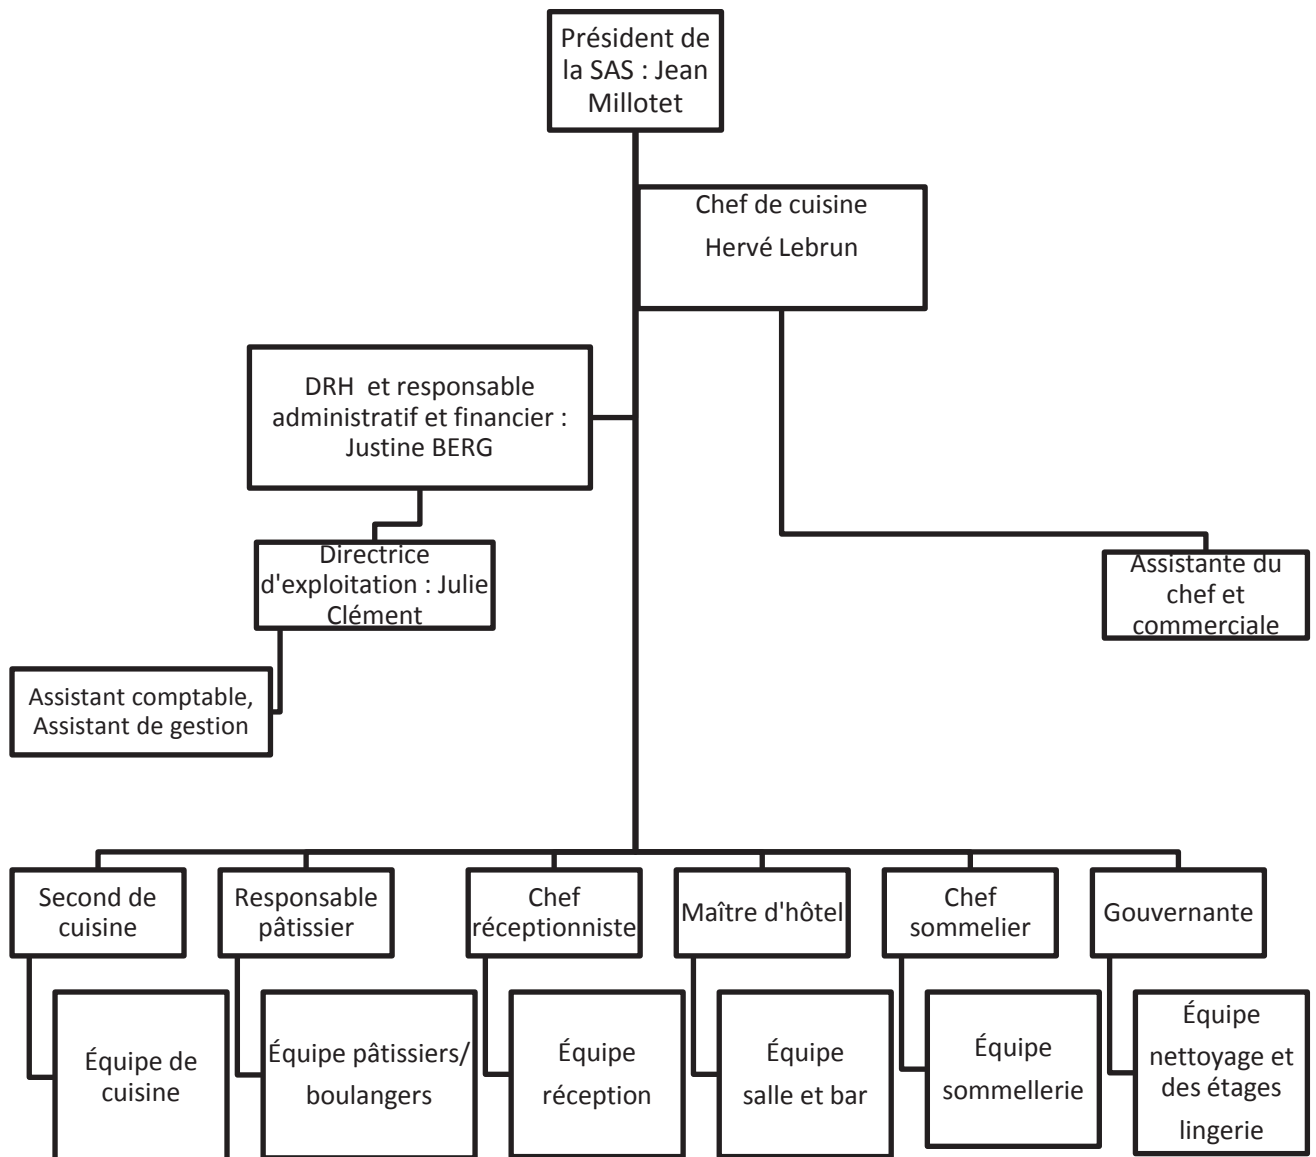 Président de
la SAS : Jean
Millotet
Chef de cuisine
Hervé Lebrun
DRH et responsable
administratif et financier :
Justine BERG
Directrice
d'exploitation : Julie
Clément
Assistante du
chef et
commerciale
Assistant comptable,
Assistant de gestion
Second de
cuisine
Responsable
pâtissier
Chef
réceptionniste
Maître d'hôtel
Chef
sommelier
Gouvernante
Équipe de
cuisine
Équipe pâtissiers/
boulangers
Équipe
réception
Équipe
salle et bar
Équipe
sommellerie
Équipe
nettoyage et
des étages
lingerie